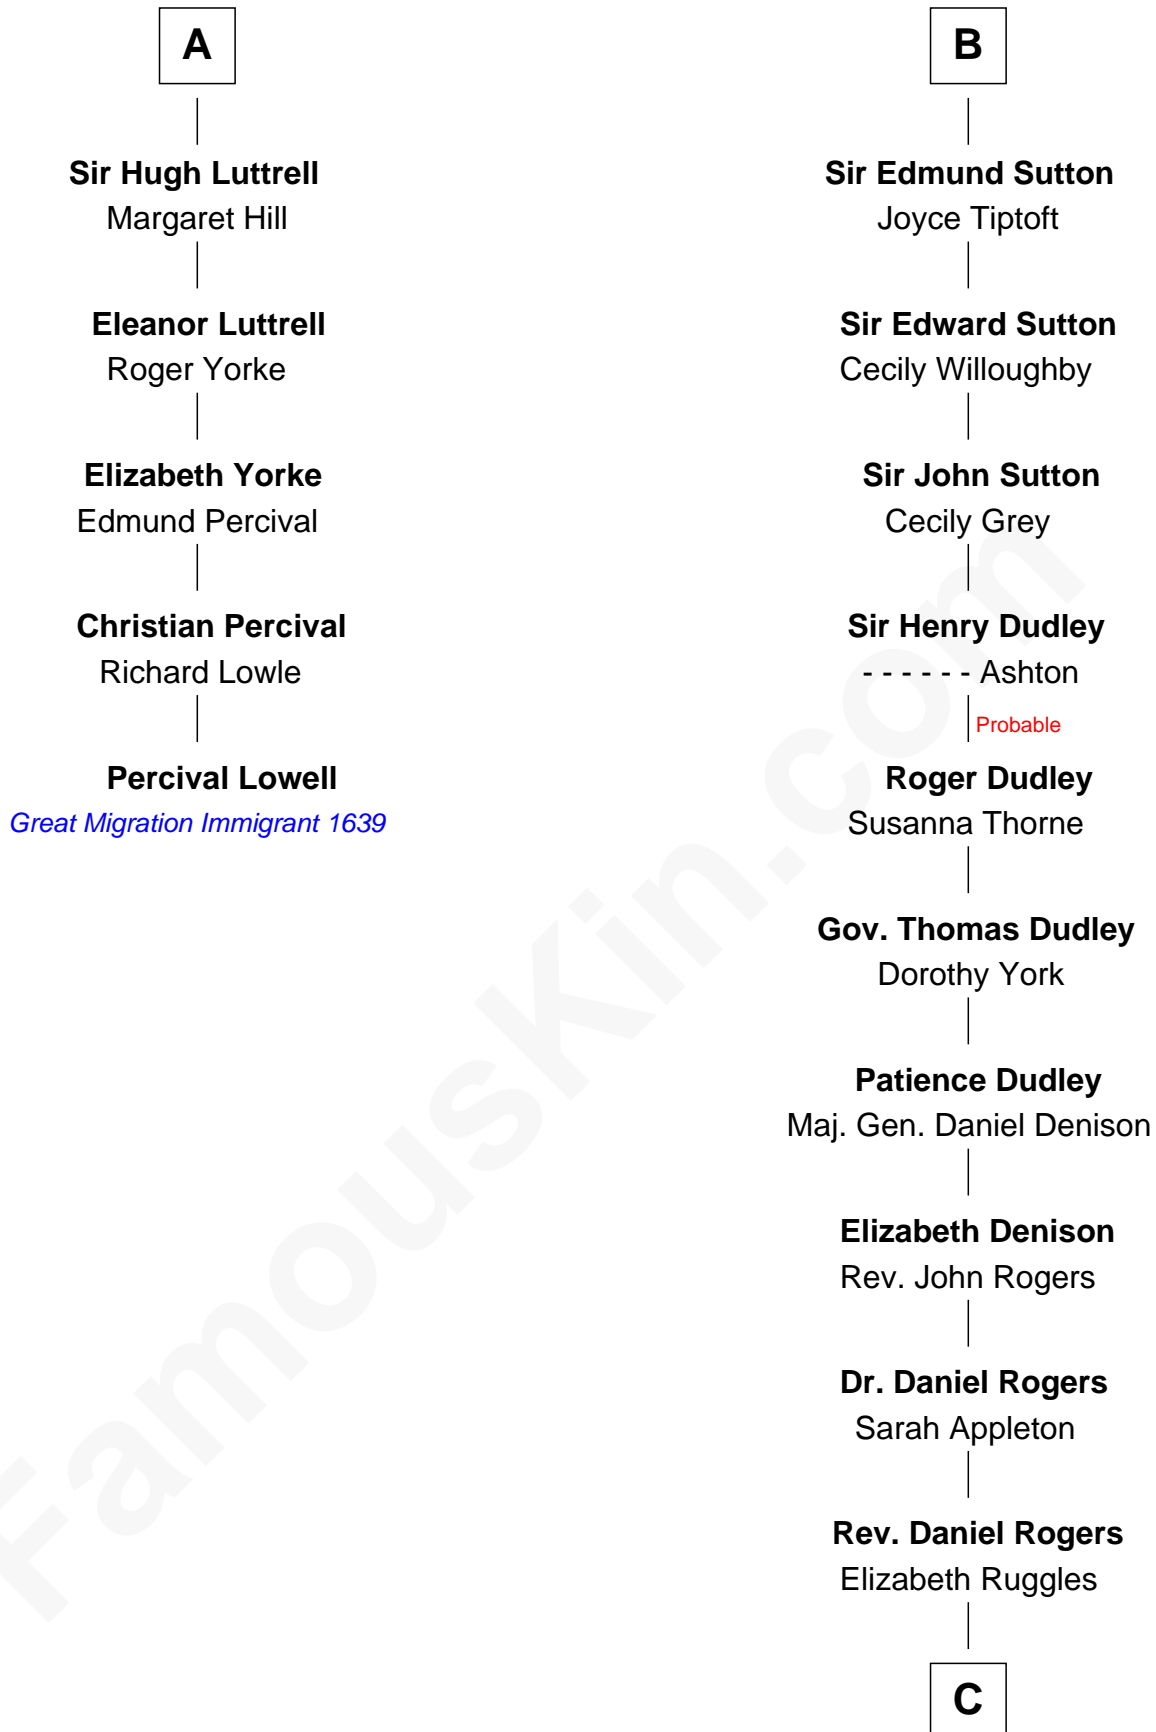 A
Sir Hugh Luttrell
Margaret Hill
Eleanor Luttrell
Roger Yorke
Elizabeth Yorke
Edmund Percival
Christian Percival
Richard Lowle
Percival Lowell
Great Migration Immigrant 1639
B
Sir Edmund Sutton
Joyce Tiptoft
Sir Edward Sutton
Cecily Willoughby
Sir John Sutton
Cecily Grey
Sir Henry Dudley
- - - - - - Ashton
Probable
Roger Dudley
Susanna Thorne
Gov. Thomas Dudley
Dorothy York
Patience Dudley
Maj. Gen. Daniel Denison
Elizabeth Denison
Rev. John Rogers
Dr. Daniel Rogers
Sarah Appleton
Rev. Daniel Rogers
Elizabeth Ruggles
C
FamousKin.com